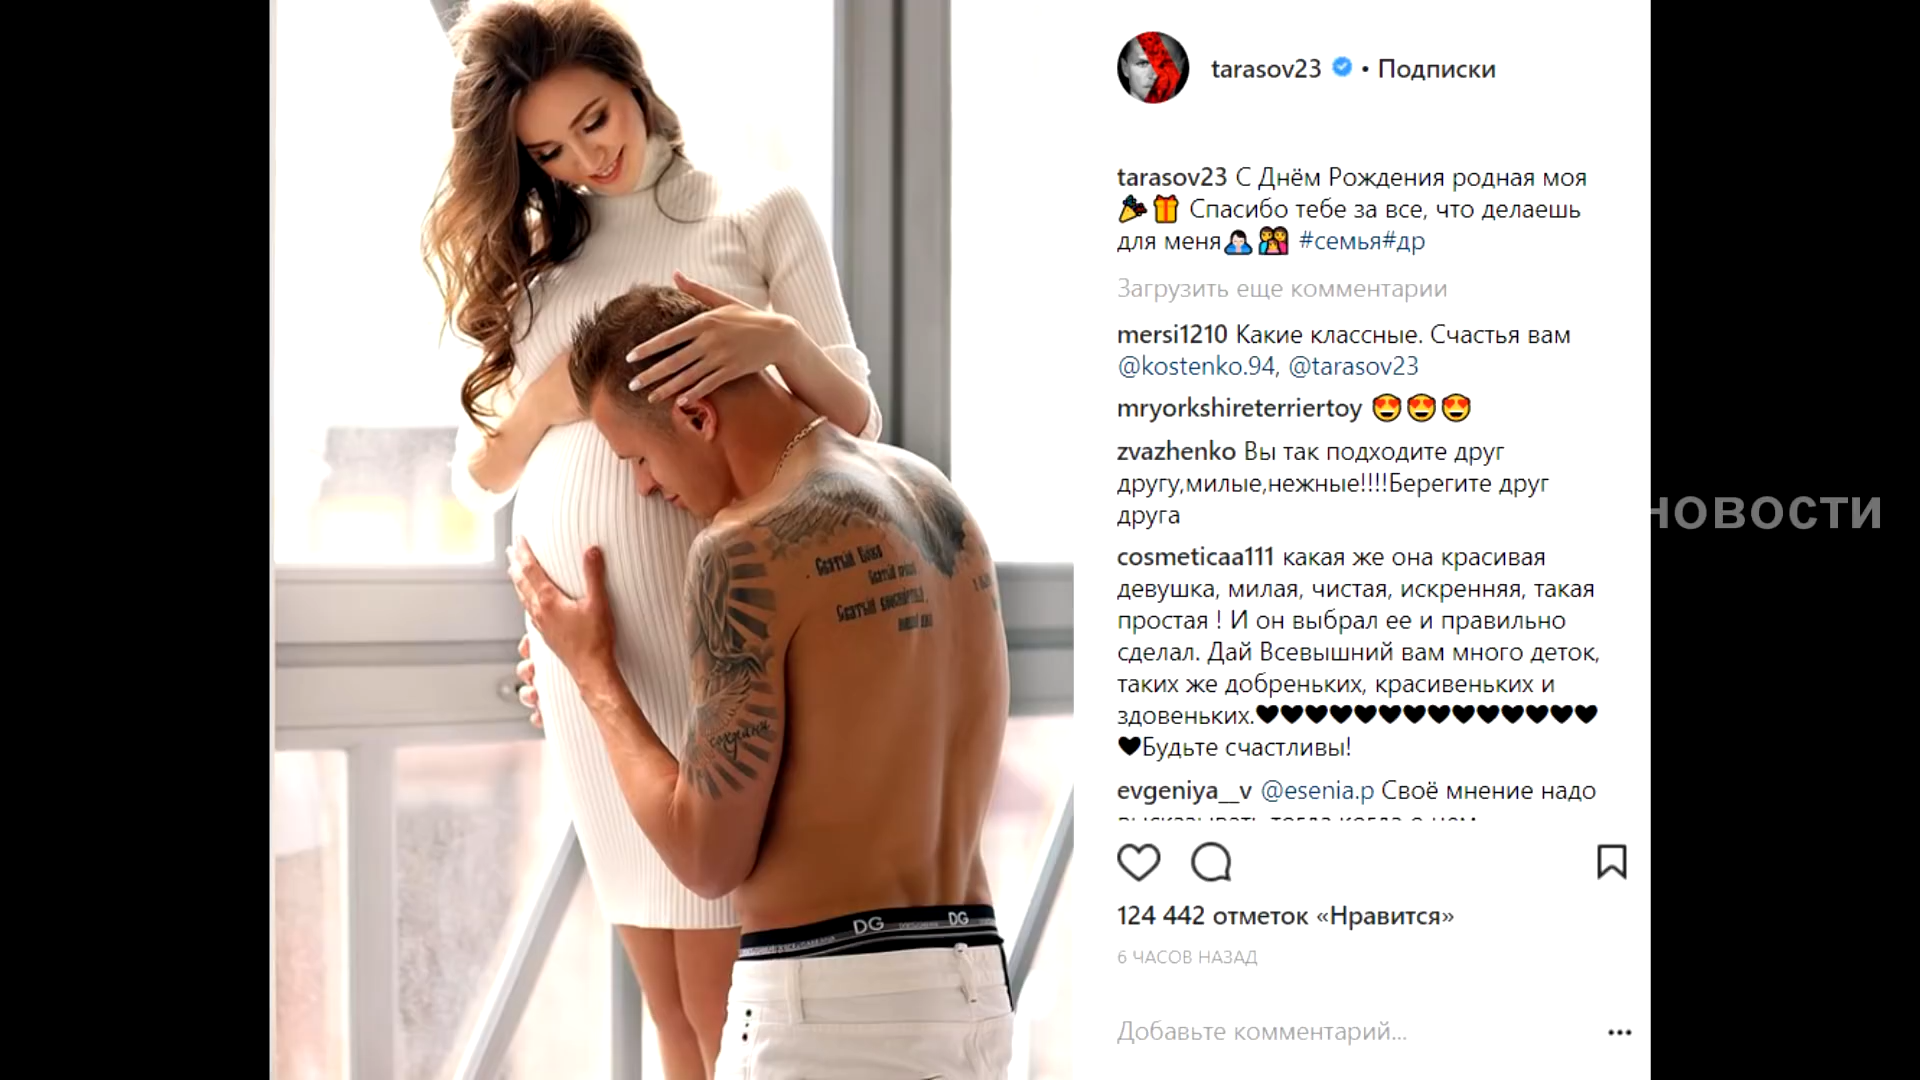 tarasov23 • Подписки
tarasov23 С Днём Рождения родная моя
🎉🎁 Спасибо тебе за все, что делаешь
для меня🙏🏻👨‍👩‍👧 #семья#др
Загрузить еще комментарии
mersi1210 Какие классные. Счастья вам
@kostenko.94, @tarasov23
mryorkshireterriertoy 😍😍😍
zvazhenko Вы так подходите друг
другу,милые,нежные!!!!Берегите друг
друга
cosmeticaa111 какая же она красивая
девушка, милая, чистая, искренняя, такая
простая ! И он выбрал ее и правильно
сделал. Дай Всевышний вам много деток,
таких же добреньких, красивеньких и
здовеньких.♥♥♥♥♥♥♥♥♥♥♥♥♥♥
♥Будьте счастливы!
evgeniya__v @esenia.p Своё мнение надо
124 442 отметок «Нравится»
6 ЧАСОВ НАЗАД
Добавьте комментарий...
новости
Святый Боже
Святый
DG
DG